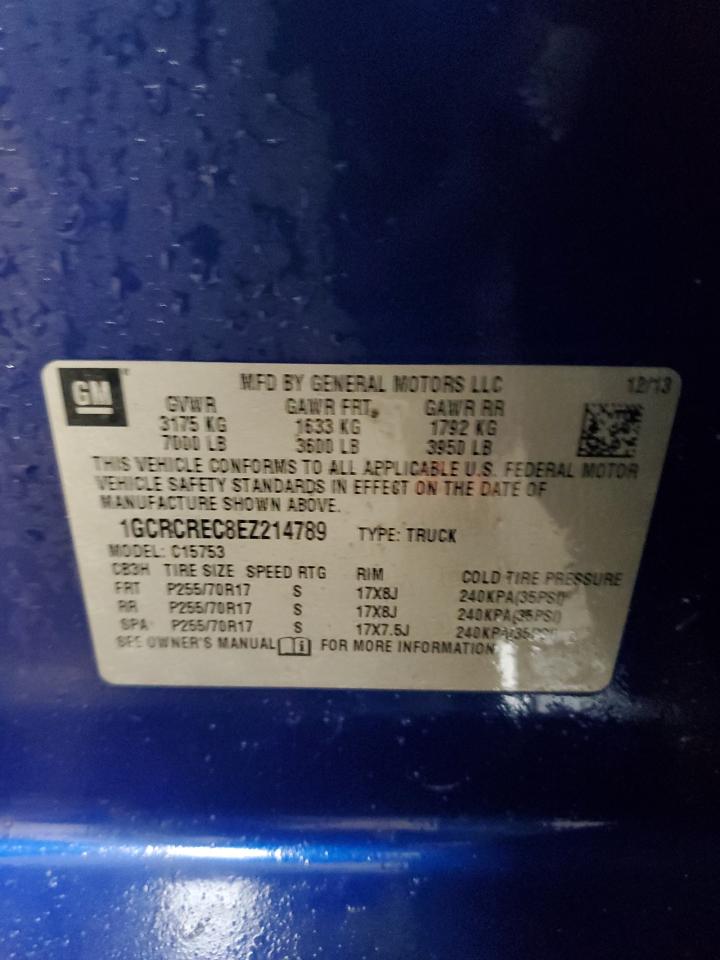 GM
MFD BY GENERAL MOTORS LLC 12/13
GVWR GAWR FRT. GAWR RR
3175 KG 1633 KG 1792 KG
7000 LB 3600 LB 3950 LB
THIS VEHICLE CONFORMS TO ALL APPLICABLE U.S. FEDERAL MOTOR
VEHICLE SAFETY STANDARDS IN EFFECT ON THE DATE OF
MANUFACTURE SHOWN ABOVE.
1GCRCREC8EZ214789 TYPE: TRUCK
MODEL: C15753
CB3H TIRE SIZE SPEED RTG RIM COLD TIRE PRESSURE
FRT P255/70R17 S 17X8J 240KPA(35PSI)
RR P255/70R17 S 17X8J 240KPA(35PSI)
SPA P255/70R17 S 17X7.5J 240KPA(35PSI)
SEE OWNER'S MANUAL FOR MORE INFORMATION